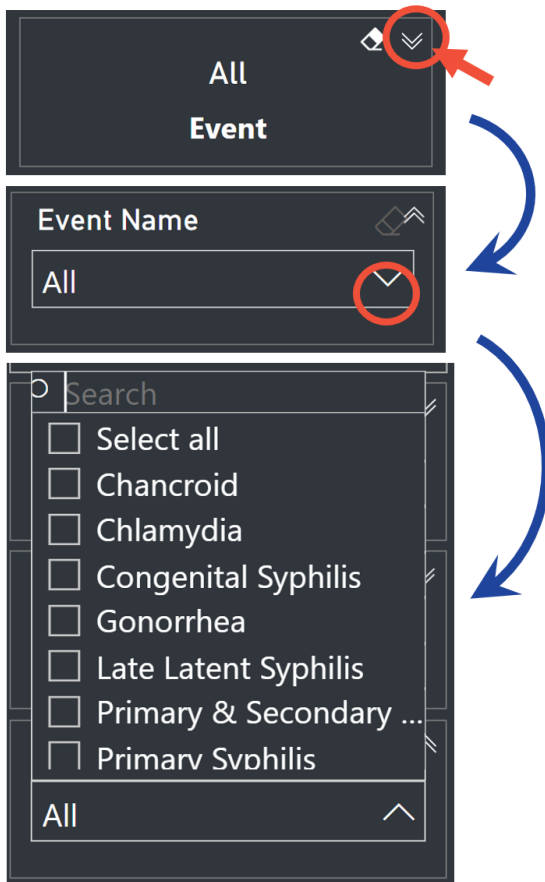 All
Event
Event Name
All
Search
Select all
Chancroid
Chlamydia
Congenital Syphilis
Gonorrhea
Late Latent Syphilis
Primary & Secondary ...
Primary Syphilis
All